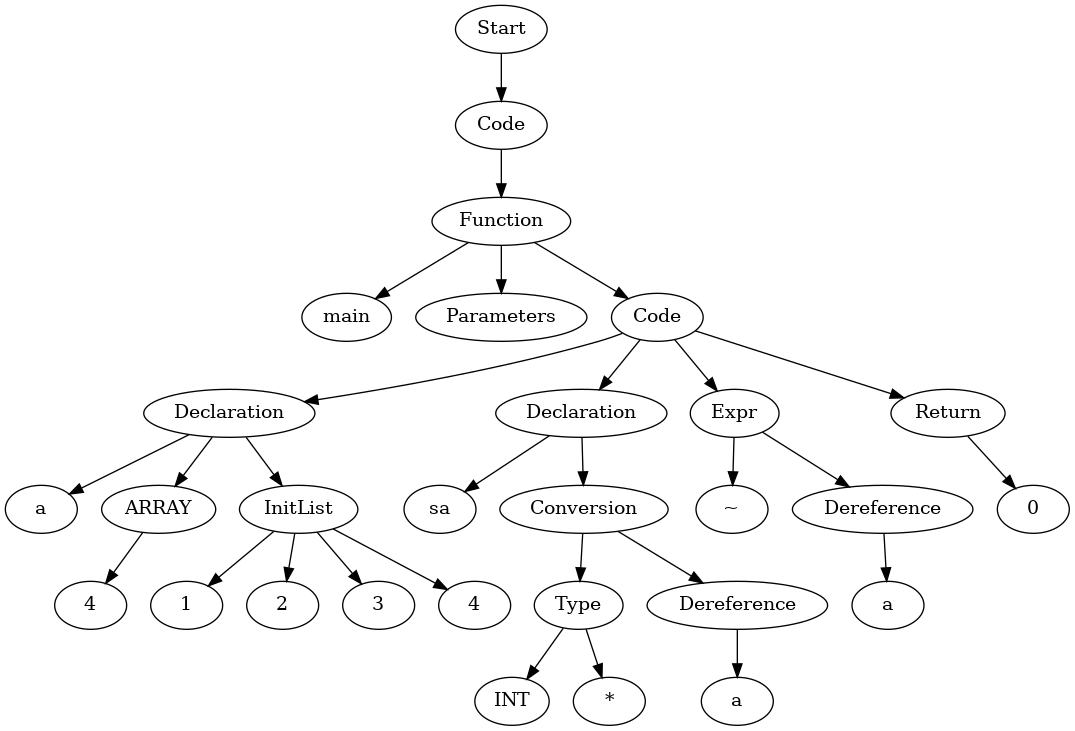 Start
Code
Function
main
Parameters
Code
Declaration
Declaration
Expr
Return
a
ARRAY
InitList
sa
Conversion
~
Dereference
0
4
1
2
3
4
Type
Dereference
a
INT
*
a